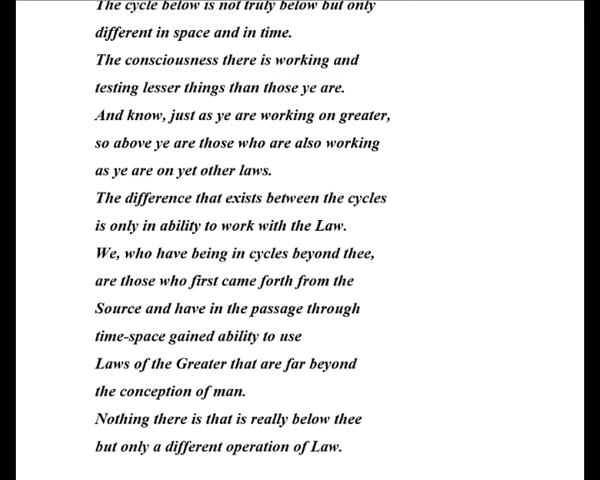 The cycle below is not truly below but only
different in space and in time.
The consciousness there is working and
testing lesser things than those ye are.
And know, just as ye are working on greater,
so above ye are those who are also working
as ye are on yet other laws.
The difference that exists between the cycles
is only in ability to work with the Law.
We, who have being in cycles beyond thee,
are those who first came forth from the
Source and have in the passage through
time-space gained ability to use
Laws of the Greater that are far beyond
the conception of man.
Nothing there is that is really below thee
but only a different operation of Law.